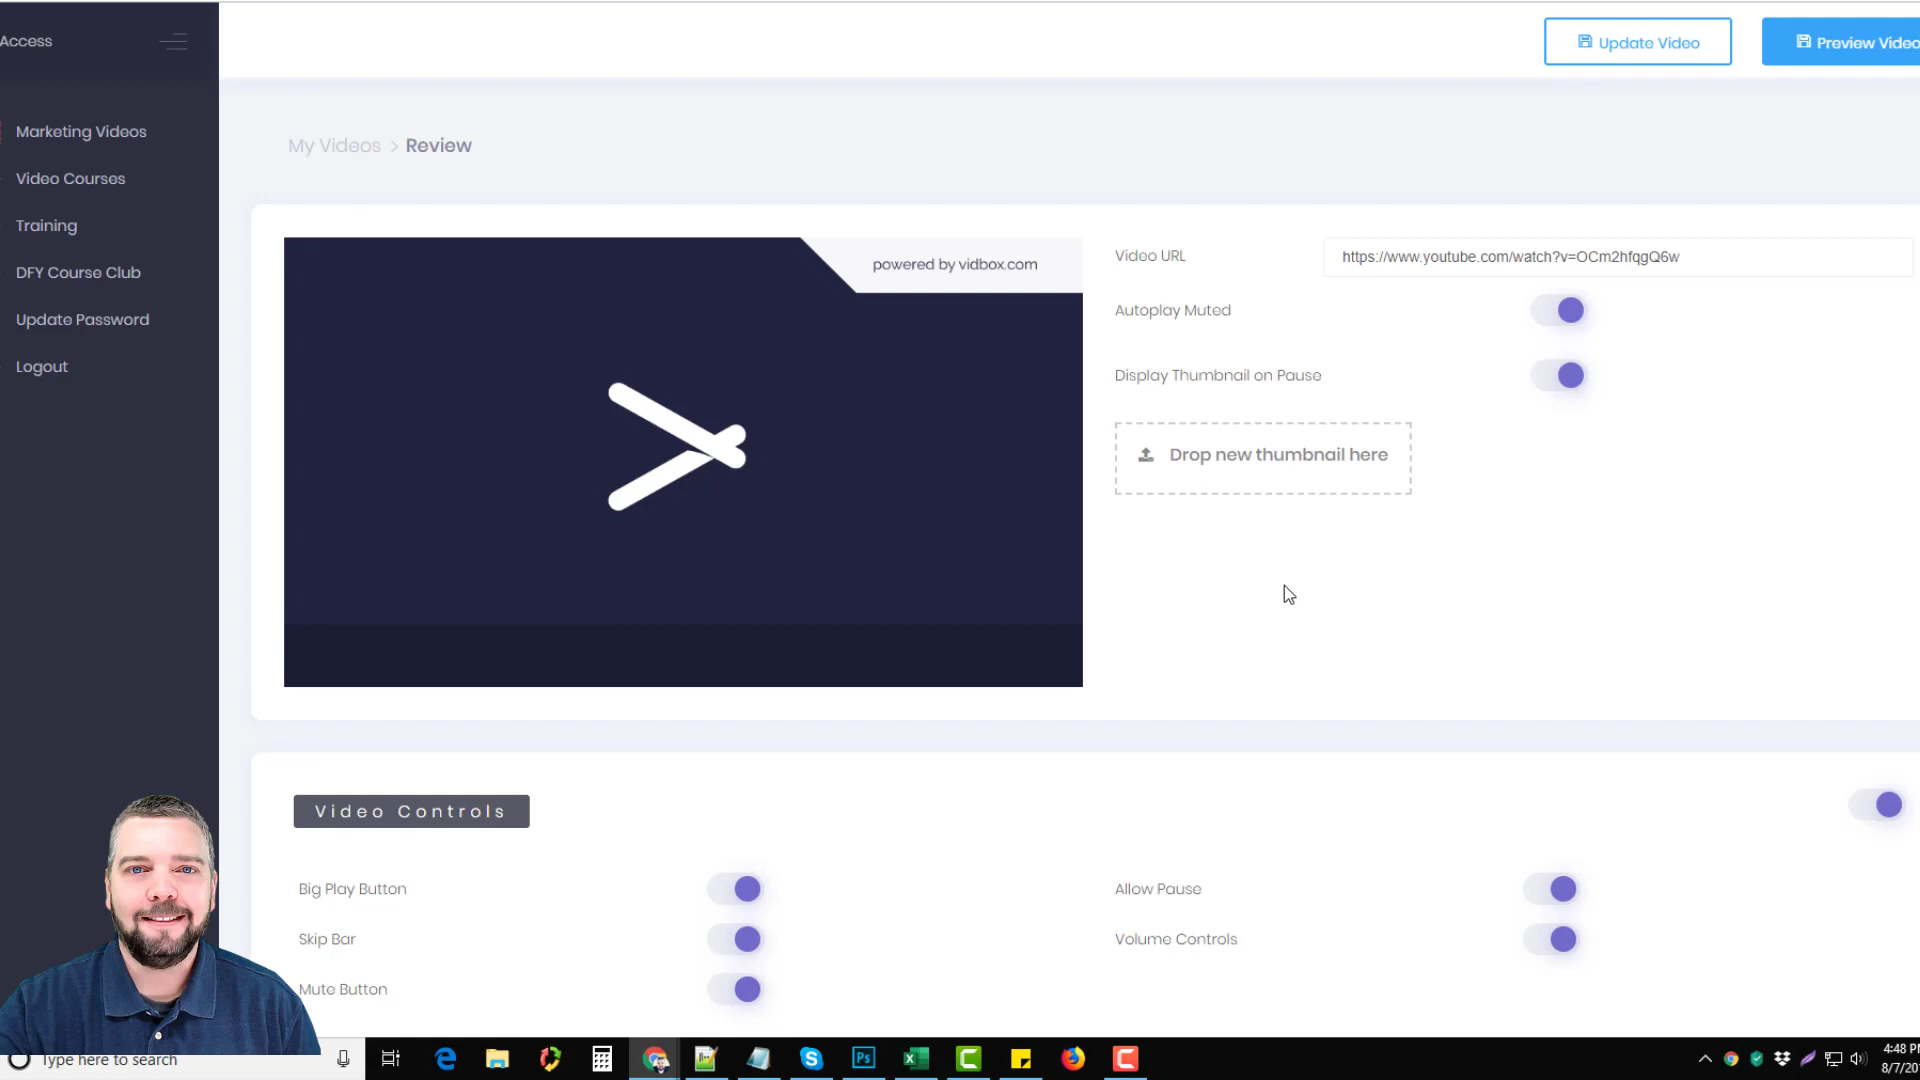 Access
Update Video
Preview Video
Marketing Videos
Video Courses
Training
DFY Course Club
Update Password
Logout
My Videos > Review
powered by vidbox.com
Video URL
https://www.youtube.com/watch?v=OCm2hfqgQ6w
Autoplay Muted
Display Thumbnail on Pause
Drop new thumbnail here
Video Controls
Big Play Button
Allow Pause
Skip Bar
Volume Controls
Mute Button
Type here to search
Ps
4:48 PM
8/7/20